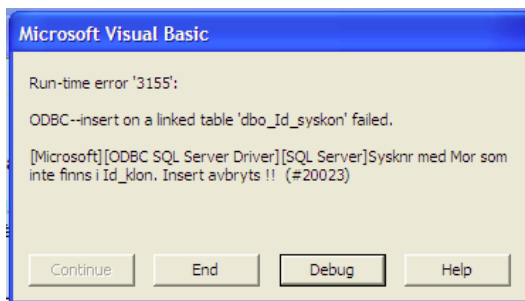 Microsoft Visual Basic
Run-time error '3155':
ODBC--insert on a linked table 'dbo_Id_syskon' failed.
[Microsoft][ODBC SQL Server Driver][SQL Server]Sysknr med Mor som
inte finns i Id_klon. Insert avbryts !! (#20023)
Continue
End
Debug
Help